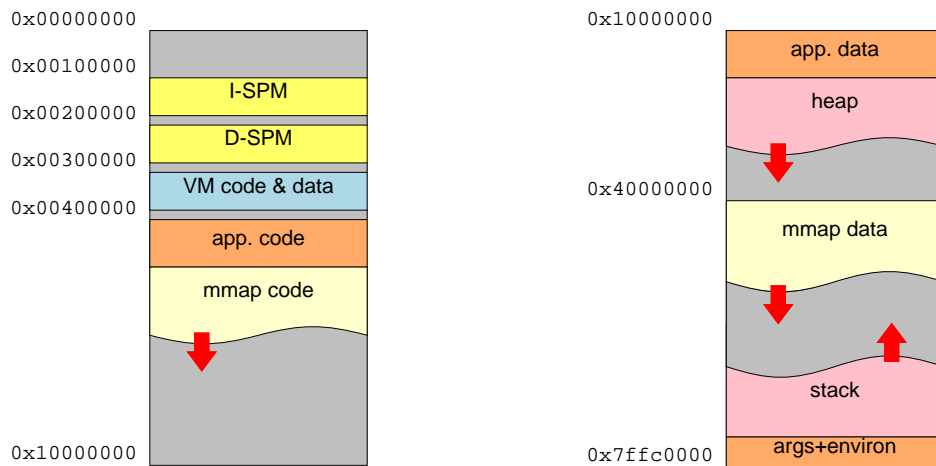 0x00000000
0x00100000
I-SPM
0x00200000
D-SPM
0x00300000
VM code & data
0x00400000
app. code
mmap code
0x10000000
0x10000000
app. data
heap
0x40000000
mmap data
stack
0x7ffc0000
args+environ